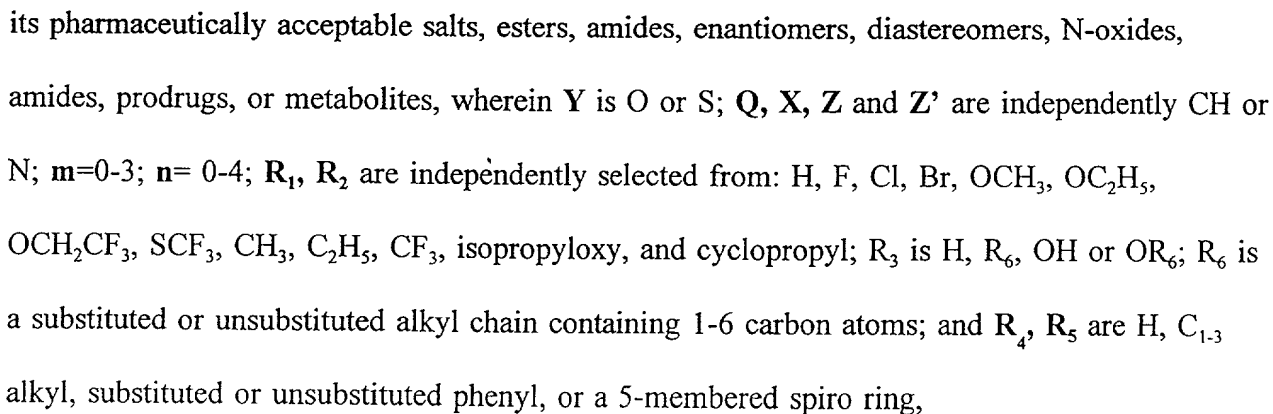 its pharmaceutically acceptable salts, esters, amides, enantiomers, diastereomers, N-oxides,
amides, prodrugs, or metabolites, wherein Y is O or S; Q, X, Z and Z’ are independently CH or
N; m=0-3; n= 0-4; R₁, R₂ are independently selected from: H, F, Cl, Br, OCH₃, OC₂H₅,
OCH₂CF₃, SCF₃, CH₃, C₂H₅, CF₃, isopropyloxy, and cyclopropyl; R₃ is H, R₆, OH or OR₆; R₆ is
a substituted or unsubstituted alkyl chain containing 1-6 carbon atoms; and R₄, R₅ are H, C₁₋₃
alkyl, substituted or unsubstituted phenyl, or a 5-membered spiro ring,